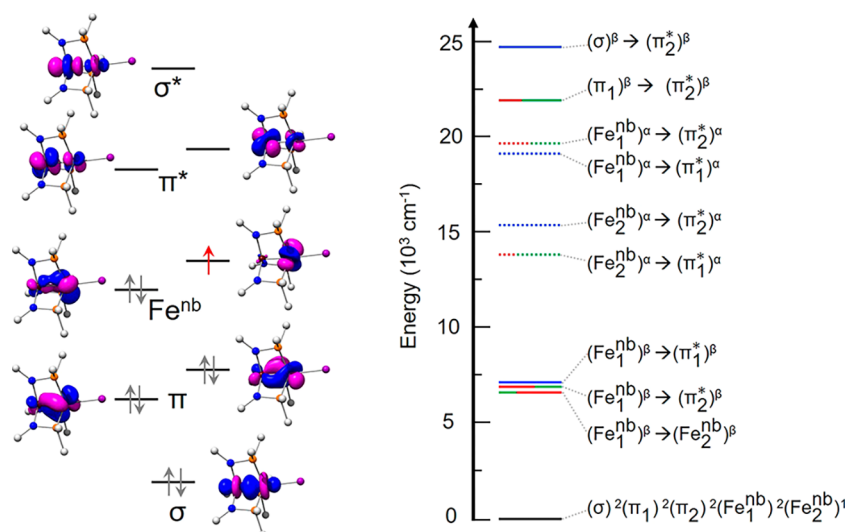 σ*
π*
Fe^nb
π
σ
Energy (10³ cm⁻¹)
25
20
15
10
5
0
(σ)^β → (π₂*)^β
(π₁)^β → (π₂*)^β
(Fe₁^nb)^α → (π₂*)^α
(Fe₁^nb)^α → (π₁*)^α
(Fe₂^nb)^α → (π₂*)^α
(Fe₂^nb)^α → (π₁*)^α
(Fe₁^nb)^β → (π₁*)^β
(Fe₁^nb)^β → (π₂*)^β
(Fe₁^nb)^β → (Fe₂^nb)^β
(σ)²(π₁)²(π₂)²(Fe₁^nb)²(Fe₂^nb)¹